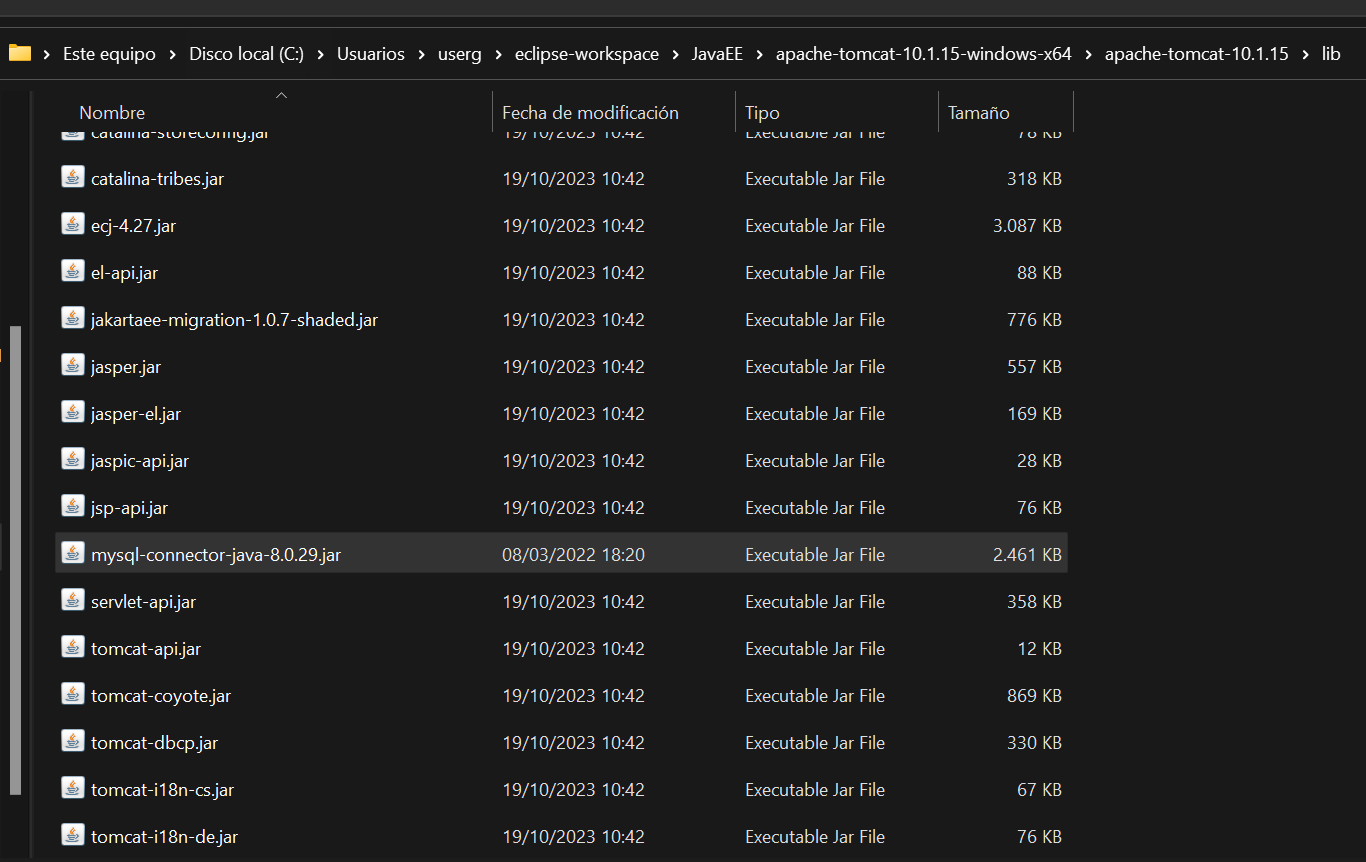 Este equipo > Disco local (C:) > Usuarios > userg > eclipse-workspace > JavaEE > apache-tomcat-10.1.15-windows-x64 > apache-tomcat-10.1.15 > lib
Nombre Fecha de modificación Tipo Tamaño
catalina-storeconfig.jar 19/10/2023 10:42 Executable Jar File 78 KB
catalina-tribes.jar 19/10/2023 10:42 Executable Jar File 318 KB
ecj-4.27.jar 19/10/2023 10:42 Executable Jar File 3.087 KB
el-api.jar 19/10/2023 10:42 Executable Jar File 88 KB
jakartaee-migration-1.0.7-shaded.jar 19/10/2023 10:42 Executable Jar File 776 KB
jasper.jar 19/10/2023 10:42 Executable Jar File 557 KB
jasper-el.jar 19/10/2023 10:42 Executable Jar File 169 KB
jaspic-api.jar 19/10/2023 10:42 Executable Jar File 28 KB
jsp-api.jar 19/10/2023 10:42 Executable Jar File 76 KB
mysql-connector-java-8.0.29.jar 08/03/2022 18:20 Executable Jar File 2.461 KB
servlet-api.jar 19/10/2023 10:42 Executable Jar File 358 KB
tomcat-api.jar 19/10/2023 10:42 Executable Jar File 12 KB
tomcat-coyote.jar 19/10/2023 10:42 Executable Jar File 869 KB
tomcat-dbcp.jar 19/10/2023 10:42 Executable Jar File 330 KB
tomcat-i18n-cs.jar 19/10/2023 10:42 Executable Jar File 67 KB
tomcat-i18n-de.jar 19/10/2023 10:42 Executable Jar File 76 KB